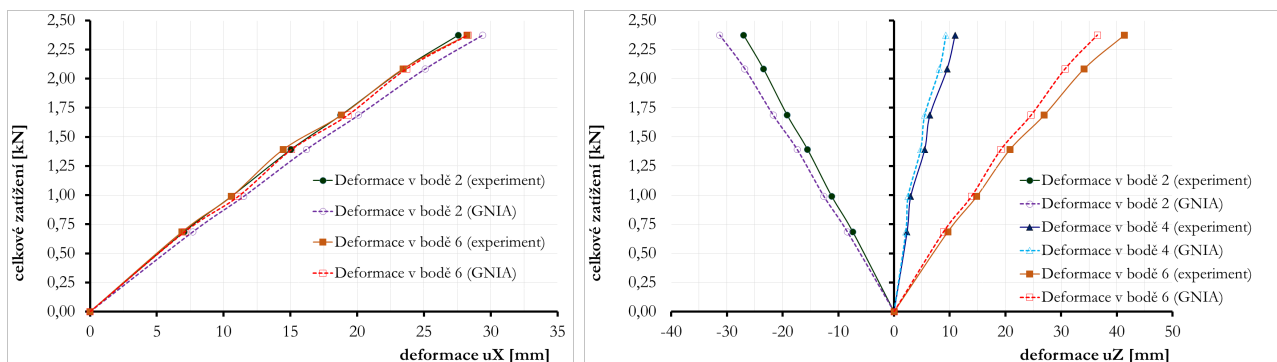 2,50
2,25
2,00
1,75
1,50
1,25
1,00
0,75
0,50
0,25
0,00
celkové zatížení [kN]
Deformace v bodě 2 (experiment)
Deformace v bodě 2 (GNIA)
Deformace v bodě 6 (experiment)
Deformace v bodě 6 (GNIA)
0 5 10 15 20 25 30 35
deformace uX [mm]
2,50
2,25
2,00
1,75
1,50
1,25
1,00
0,75
0,50
0,25
0,00
celkové zatížení [kN]
Deformace v bodě 2 (experiment)
Deformace v bodě 2 (GNIA)
Deformace v bodě 4 (experiment)
Deformace v bodě 4 (GNIA)
Deformace v bodě 6 (experiment)
Deformace v bodě 6 (GNIA)
-40 -30 -20 -10 0 10 20 30 40 50
deformace uZ [mm]